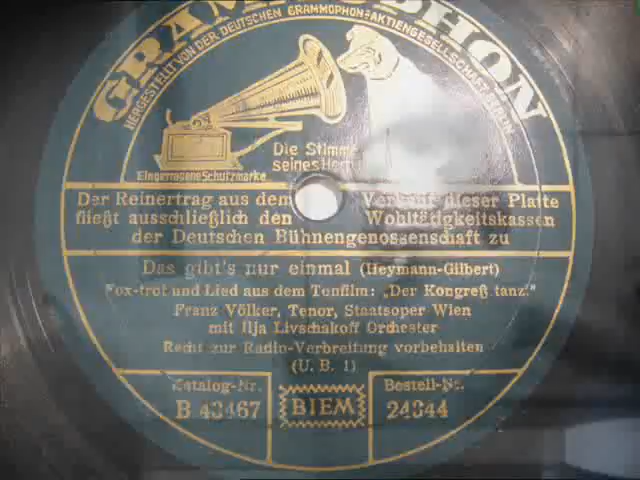 GRAMMOPHON
HERGESTELLT VON DER DEUTSCHEN GRAMMOPHON-AKTIENGESELLSCHAFT BERLIN
Die Stimme
seines Herrn
Eingetragene Schutzmarke
Der Reinertrag aus dem Verkauf dieser Platte
fließt ausschließlich den Wohltätigkeitskassen
der Deutschen Bühnengenossenschaft zu
Das gibt's nur einmal (Heymann-Gilbert)
Fox-trot und Lied aus dem Tonfilm: „Der Kongreß tanzt"
Franz Völker, Tenor, Staatsoper Wien
mit Ilja Livschakoff Orchester
Recht zur Radio-Verbreitung vorbehalten
(U. B. 1)
Katalog-Nr. Bestell-Nr.
B 43467 BIEM 24344